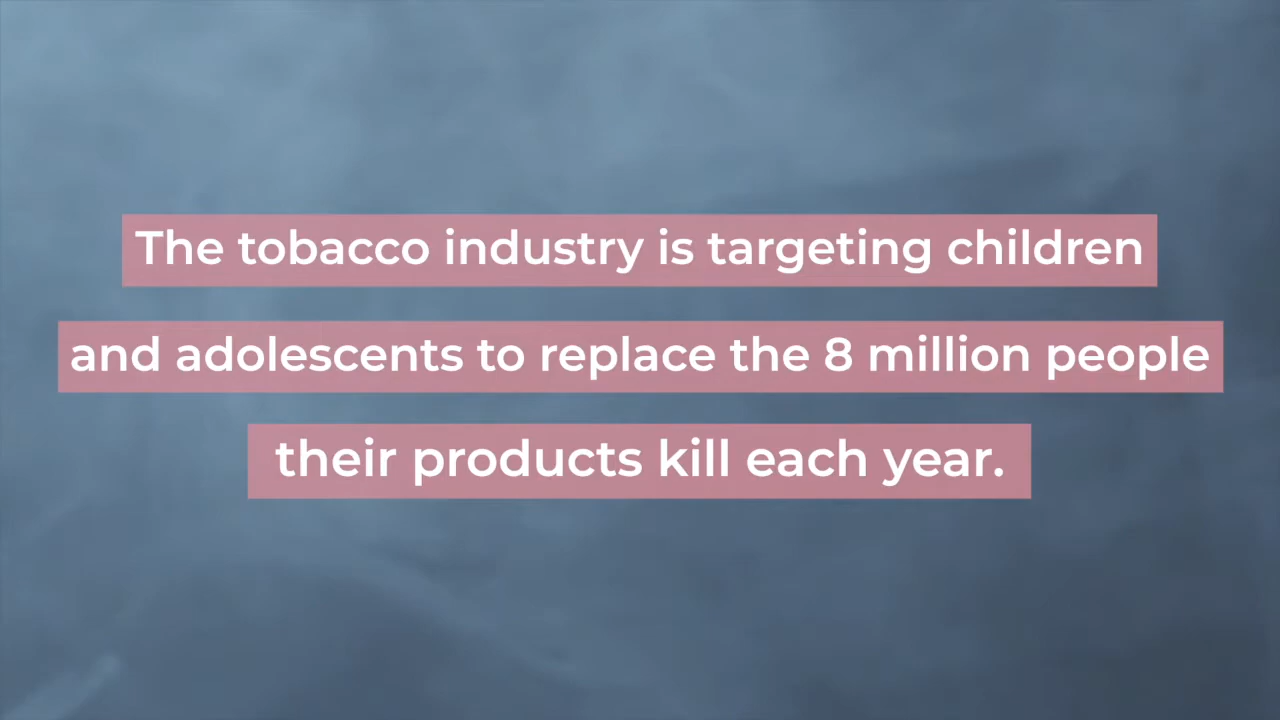 The tobacco industry is targeting children
and adolescents to replace the 8 million people
their products kill each year.